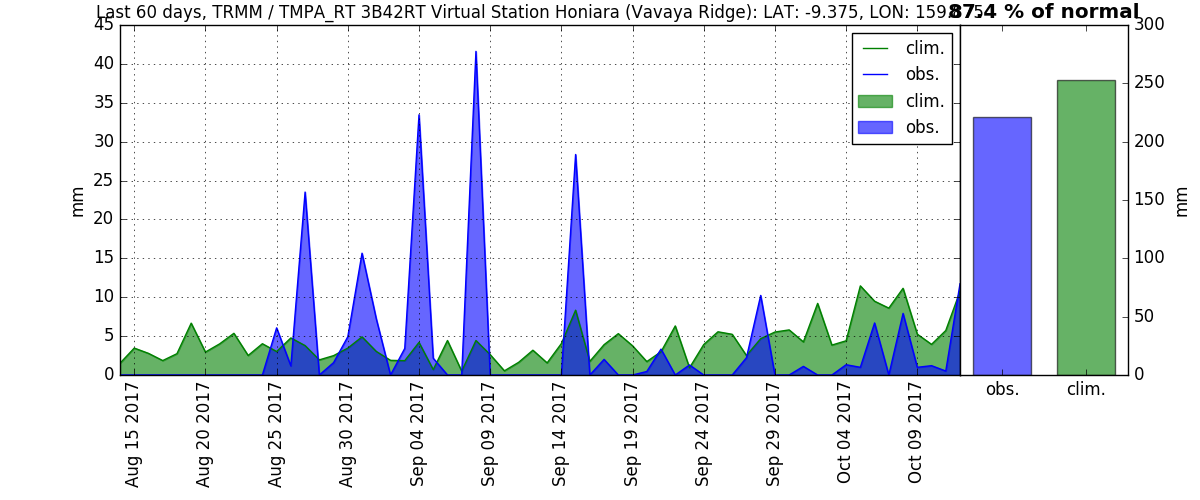 Last 60 days, TRMM / TMPA_RT 3B42RT Virtual Station Honiara (Vavaya Ridge): LAT: -9.375, LON:
87.4 % of normal
45
40
35
30
25
20
15
10
5
0
mm
clim.
obs.
clim.
obs.
300
250
200
150
100
50
0
mm
obs.
clim.
Aug 15 2017
Aug 20 2017
Aug 25 2017
Aug 30 2017
Sep 04 2017
Sep 09 2017
Sep 14 2017
Sep 19 2017
Sep 24 2017
Sep 29 2017
Oct 04 2017
Oct 09 2017